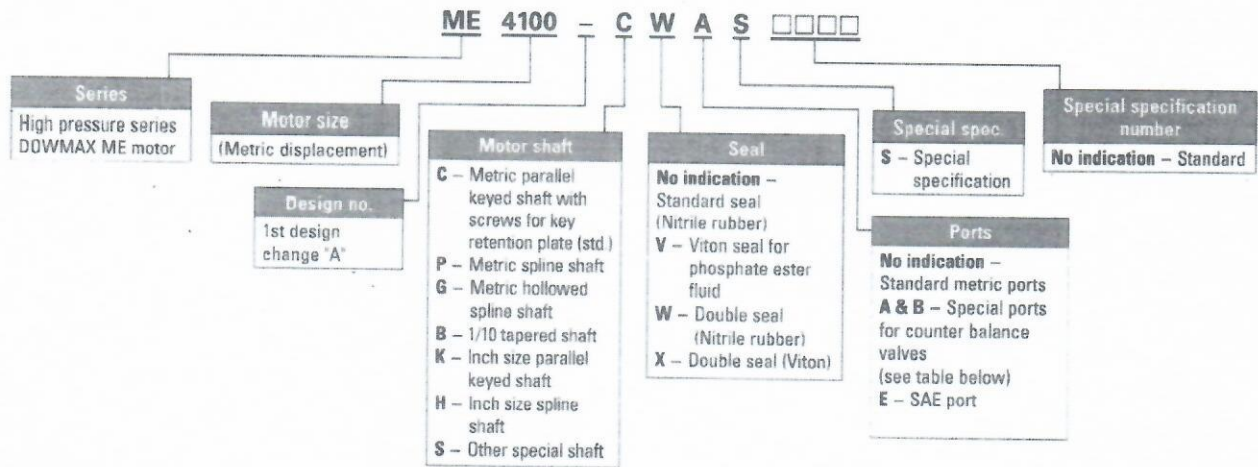 ME 4100 – C W A S □□□□
Series
High pressure series
DOWMAX ME motor
Motor size
(Metric displacement)
Design no.
1st design
change "A"
Motor shaft
C – Metric parallel
keyed shaft with
screws for key
retention plate (std.)
P – Metric spline shaft
G – Metric hollowed
spline shaft
B – 1/10 tapered shaft
K – Inch size parallel
keyed shaft
H – Inch size spline
shaft
S – Other special shaft
Seal
No indication –
Standard seal
(Nitrile rubber)
V – Viton seal for
phosphate ester
fluid
W – Double seal
(Nitrile rubber)
X – Double seal (Viton)
Special spec.
S – Special
specification
Ports
No indication –
Standard metric ports
A & B – Special ports
for counter balance
valves
(see table below)
E – SAE port
Special specification
number
No indication – Standard